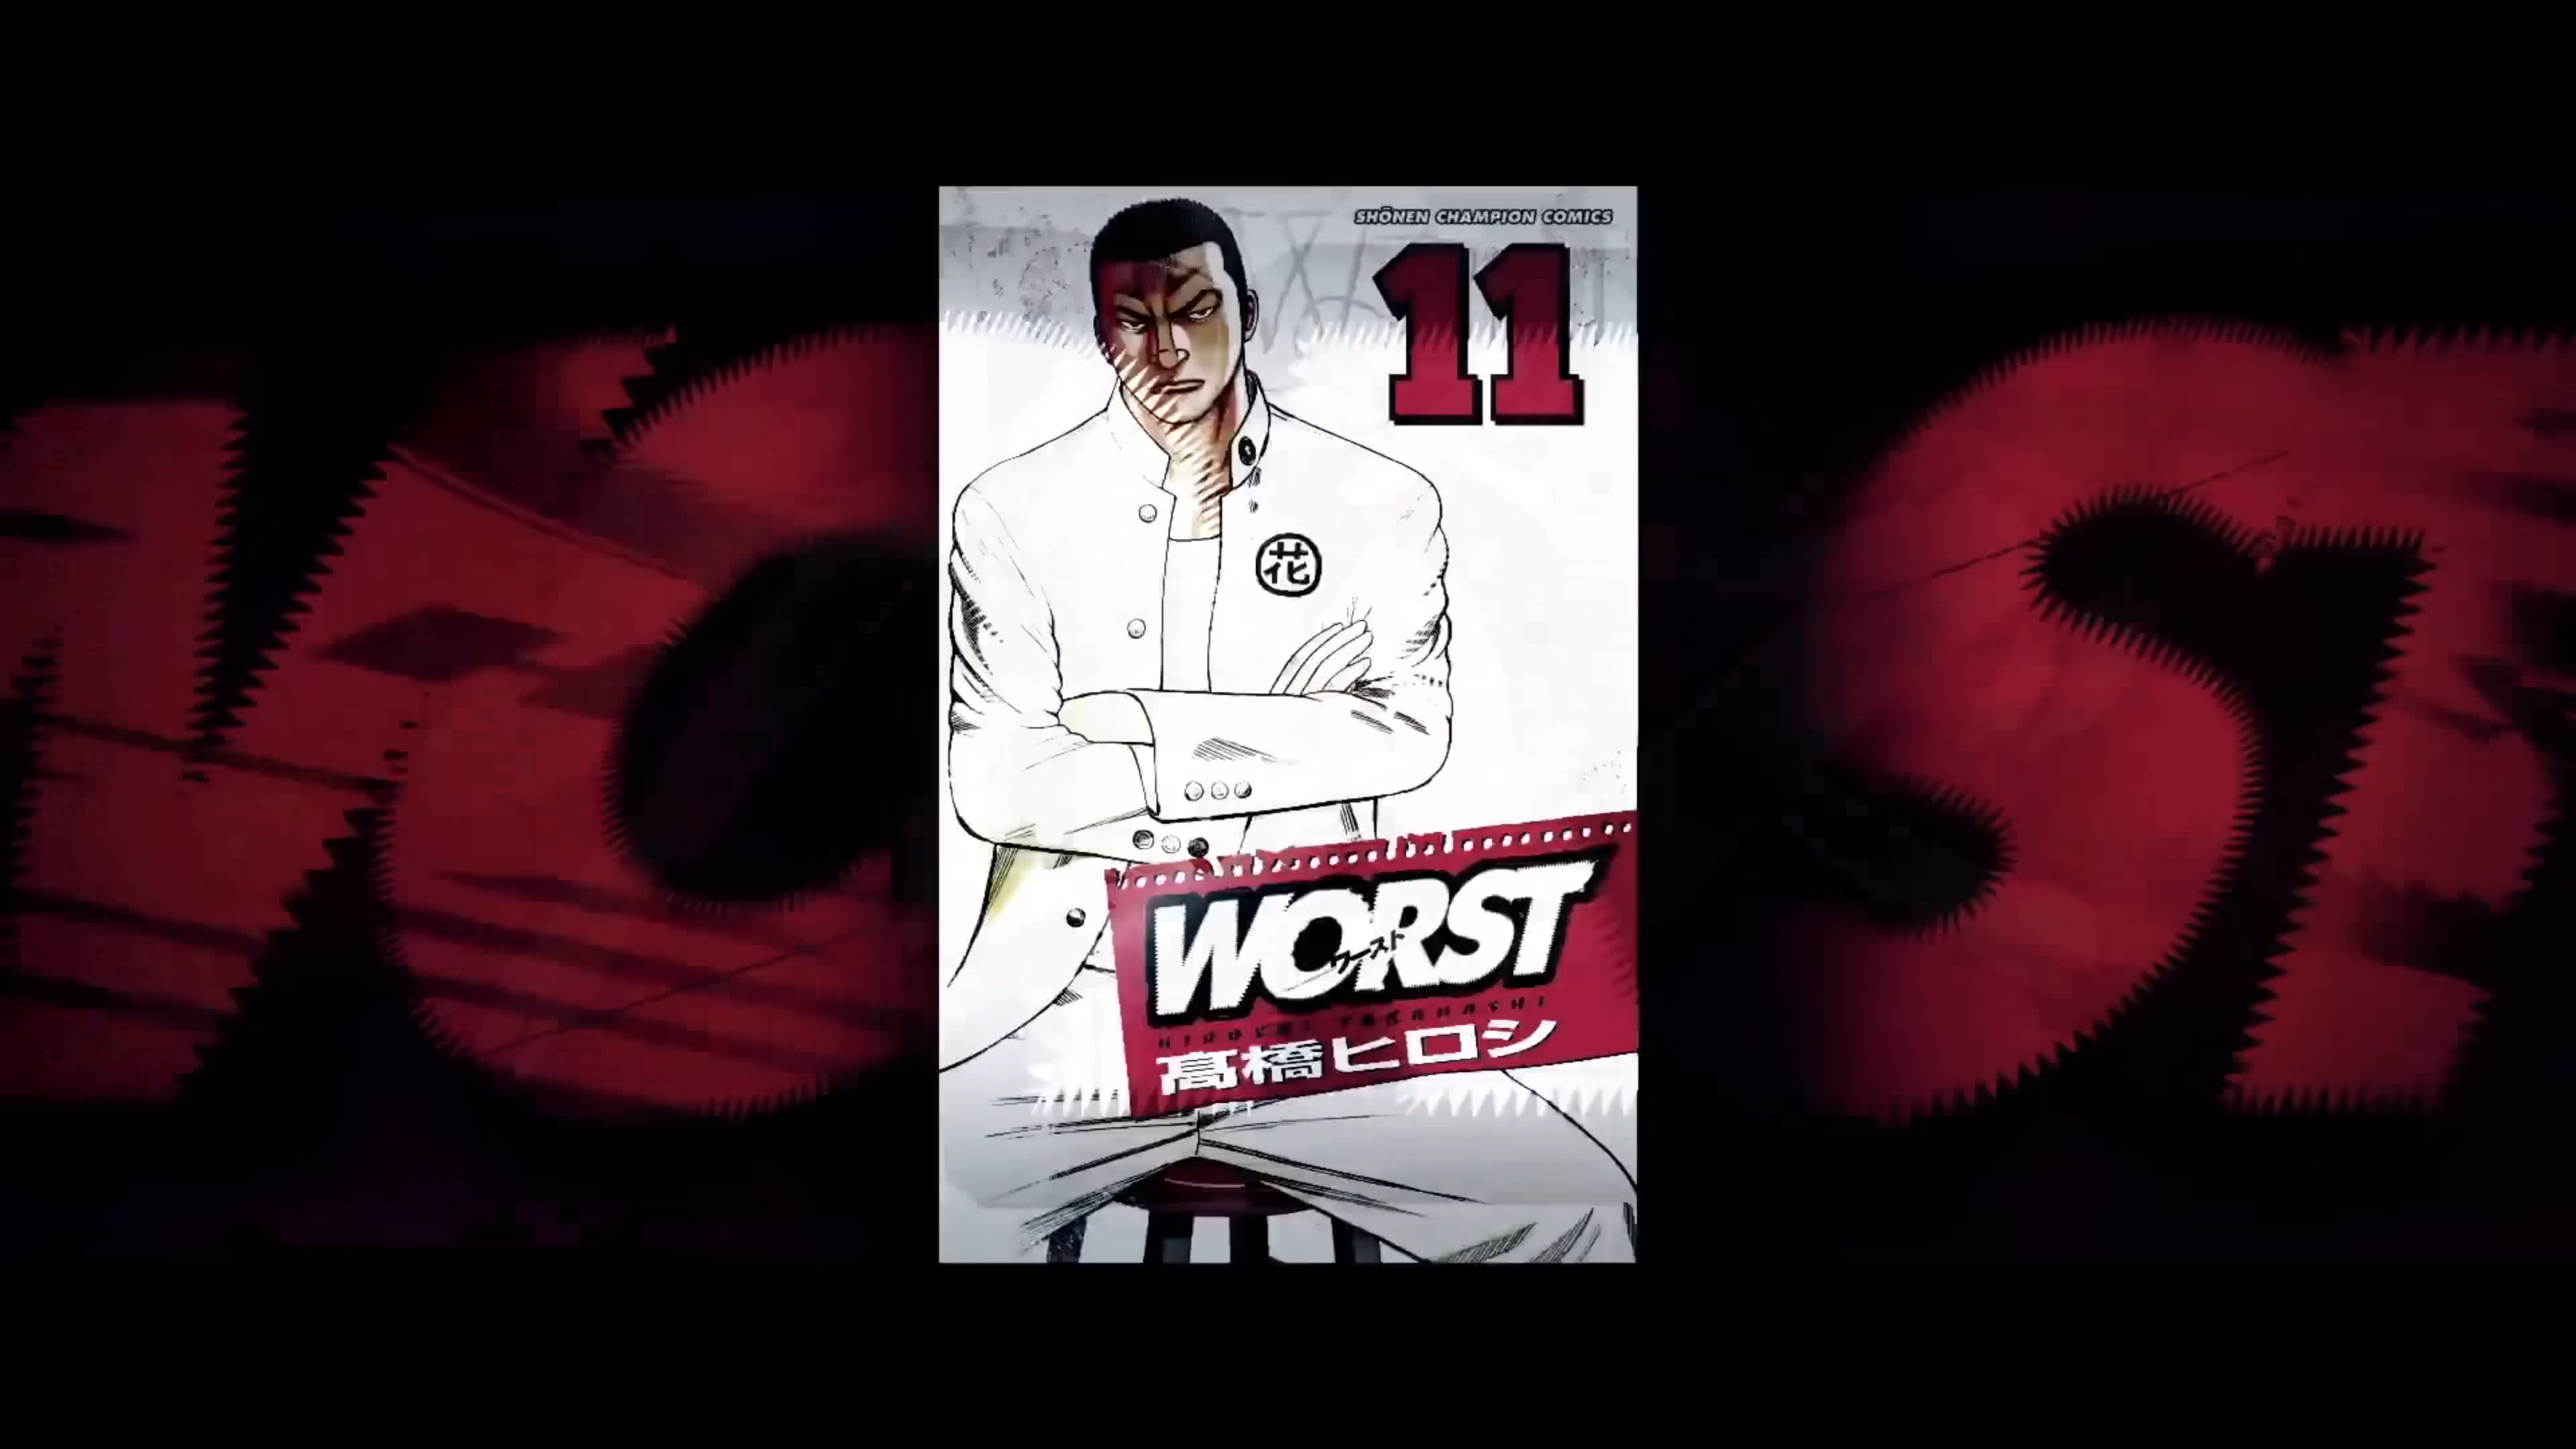 SHŌNEN CHAMPION COMICS
11
花
WORST
ワースト
HIROSHI TAKAHASHI
髙橋ヒロシ